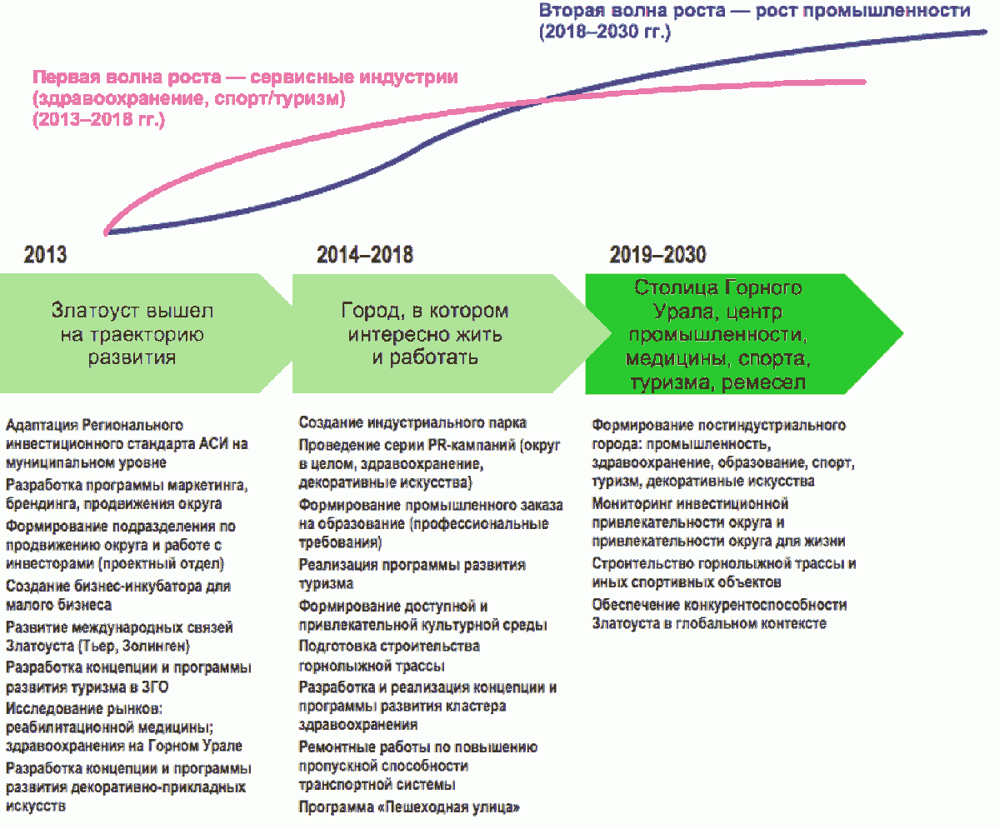 Вторая волна роста — рост промышленности
(2018–2030 гг.)
Первая волна роста — сервисные индустрии
(здравоохранение, спорт/туризм)
(2013–2018 гг.)
2013
Златоуст вышел
на траекторию
развития
Адаптация Регионального
инвестиционного стандарта АСИ на
муниципальном уровне
Разработка программы маркетинга,
брендинга, продвижения округа
Формирование подразделения по
продвижению округа и работе с
инвесторами (проектный отдел)
Создание бизнес-инкубатора для
малого бизнеса
Развитие международных связей
Златоуста (Тьер, Золинген)
Разработка концепции и программы
развития туризма в ЗГО
Исследование рынков:
реабилитационной медицины;
здравоохранения на Горном Урале
Разработка концепции и программы
развития декоративно-прикладных
искусств
2014–2018
Город, в котором
интересно жить
и работать
Создание индустриального парка
Проведение серии PR-кампаний (округ
в целом, здравоохранение,
декоративные искусства)
Формирование промышленного заказа
на образование (профессиональные
требования)
Реализация программы развития
туризма
Формирование доступной и
привлекательной культурной среды
Подготовка строительства
горнолыжной трассы
Разработка и реализация концепции и
программы развития кластера
здравоохранения
Ремонтные работы по повышению
пропускной способности
транспортной системы
Программа «Пешеходная улица»
2019–2030
Столица Горного
Урала, центр
промышленности,
медицины, спорта,
туризма, ремесел
Формирование постиндустриального
города: промышленность,
здравоохранение, образование, спорт,
туризм, декоративные искусства
Мониторинг инвестиционной
привлекательности округа и
привлекательности округа для жизни
Строительство горнолыжной трассы и
иных спортивных объектов
Обеспечение конкурентоспособности
Златоуста в глобальном контексте